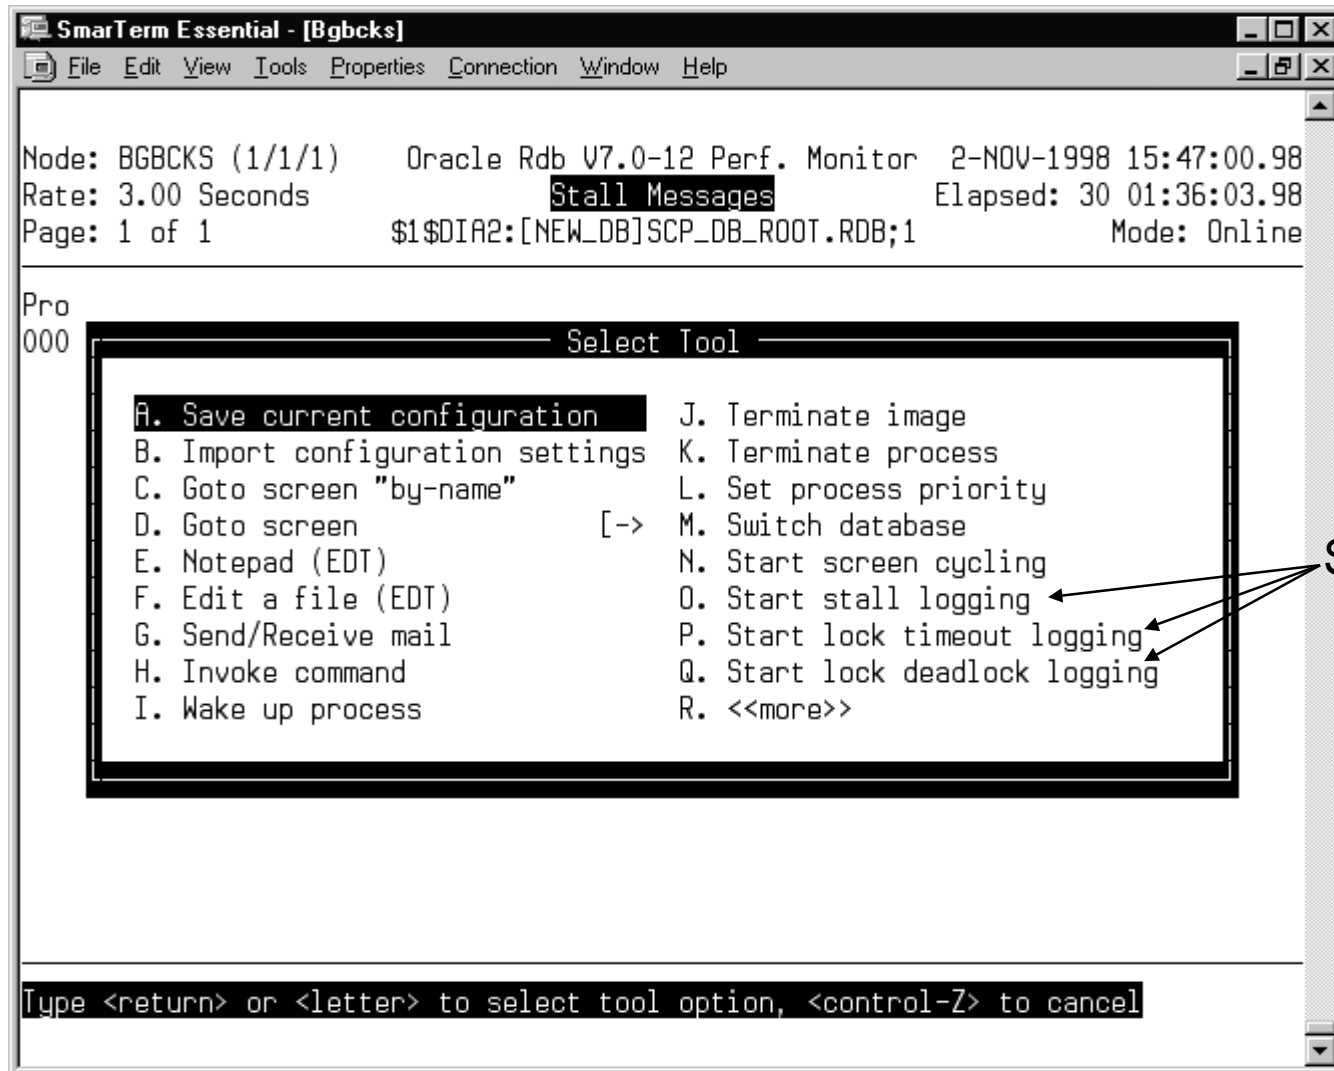 SmarTerm Essential - [Bgbcks]
File Edit View Tools Properties Connection Window Help
Node: BGBCKS (1/1/1) Oracle Rdb V7.0-12 Perf. Monitor 2-NOV-1998 15:47:00.98
Rate: 3.00 Seconds Stall Messages Elapsed: 30 01:36:03.98
Page: 1 of 1 $1$DIA2:[NEW_DB]SCP_DB_ROOT.RDB;1 Mode: Online
Pro
000
Select Tool
A. Save current configuration
B. Import configuration settings
C. Goto screen "by-name"
D. Goto screen [->
E. Notepad (EDT)
F. Edit a file (EDT)
G. Send/Receive mail
H. Invoke command
I. Wake up process
J. Terminate image
K. Terminate process
L. Set process priority
M. Switch database
N. Start screen cycling
O. Start stall logging
P. Start lock timeout logging
Q. Start lock deadlock logging
R. <<more>>
S
Type <return> or <letter> to select tool option, <control-Z> to cancel